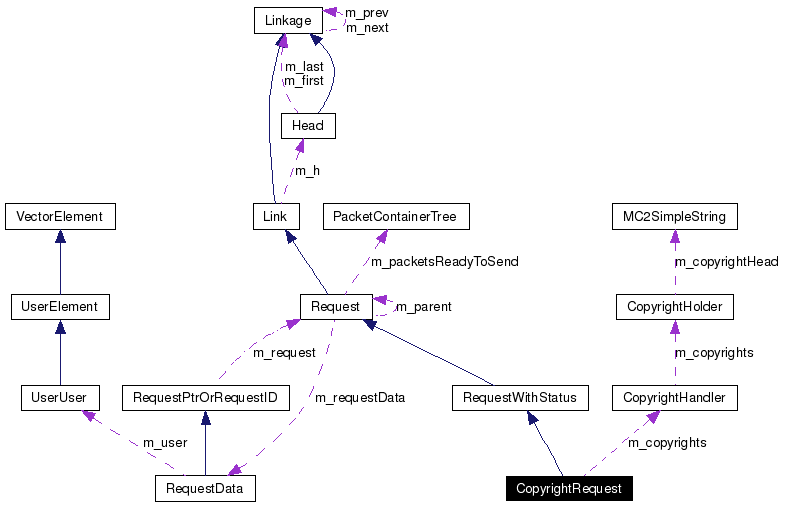 Linkage
m_prev
m_next
m_last
m_first
Head
m_h
VectorElement
Link
PacketContainerTree
MC2SimpleString
m_packetsReadyToSend
m_copyrightHead
UserElement
Request
m_parent
CopyrightHolder
m_request
m_copyrights
UserUser
RequestPtrOrRequestID
m_requestData
RequestWithStatus
CopyrightHandler
m_user
m_copyrights
RequestData
CopyrightRequest